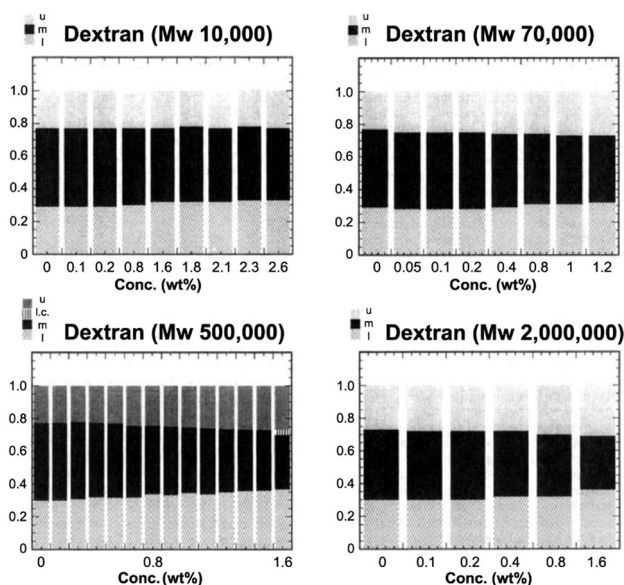 u
m
l
Dextran (Mw 10,000)
1.0
0.8
0.6
0.4
0.2
0
0 0.1 0.2 0.8 1.6 1.8 2.1 2.3 2.6
Conc. (wt%)
u
m
l
Dextran (Mw 70,000)
1.0
0.8
0.6
0.4
0.2
0
0 0.05 0.1 0.2 0.4 0.8 1 1.2
Conc. (wt%)
u
l.c.
m
l
Dextran (Mw 500,000)
1.0
0.8
0.6
0.4
0.2
0
0 0.8 1.6
Conc. (wt%)
u
m
l
Dextran (Mw 2,000,000)
1.0
0.8
0.6
0.4
0.2
0
0 0.1 0.2 0.4 0.8 1.6
Conc. (wt%)